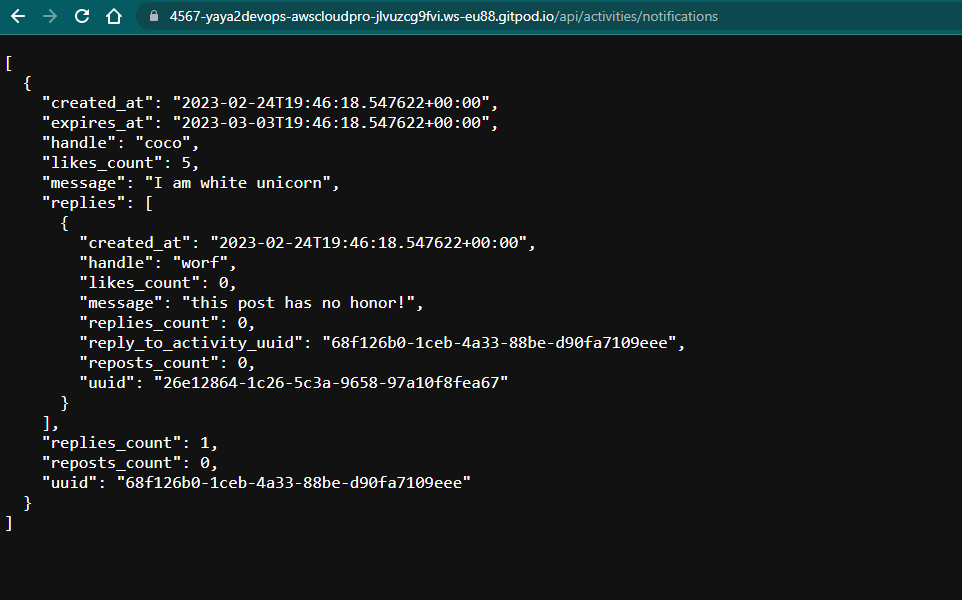 4567-yaya2devops-awscloudpro-jlvuzcg9fvi.ws-eu88.gitpod.io/api/activities/notifications
[
  {
    "created_at": "2023-02-24T19:46:18.547622+00:00",
    "expires_at": "2023-03-03T19:46:18.547622+00:00",
    "handle": "coco",
    "likes_count": 5,
    "message": "I am white unicorn",
    "replies": [
      {
        "created_at": "2023-02-24T19:46:18.547622+00:00",
        "handle": "worf",
        "likes_count": 0,
        "message": "this post has no honor!",
        "replies_count": 0,
        "reply_to_activity_uuid": "68f126b0-1ceb-4a33-88be-d90fa7109eee",
        "reposts_count": 0,
        "uuid": "26e12864-1c26-5c3a-9658-97a10f8fea67"
      }
    ],
    "replies_count": 1,
    "reposts_count": 0,
    "uuid": "68f126b0-1ceb-4a33-88be-d90fa7109eee"
  }
]